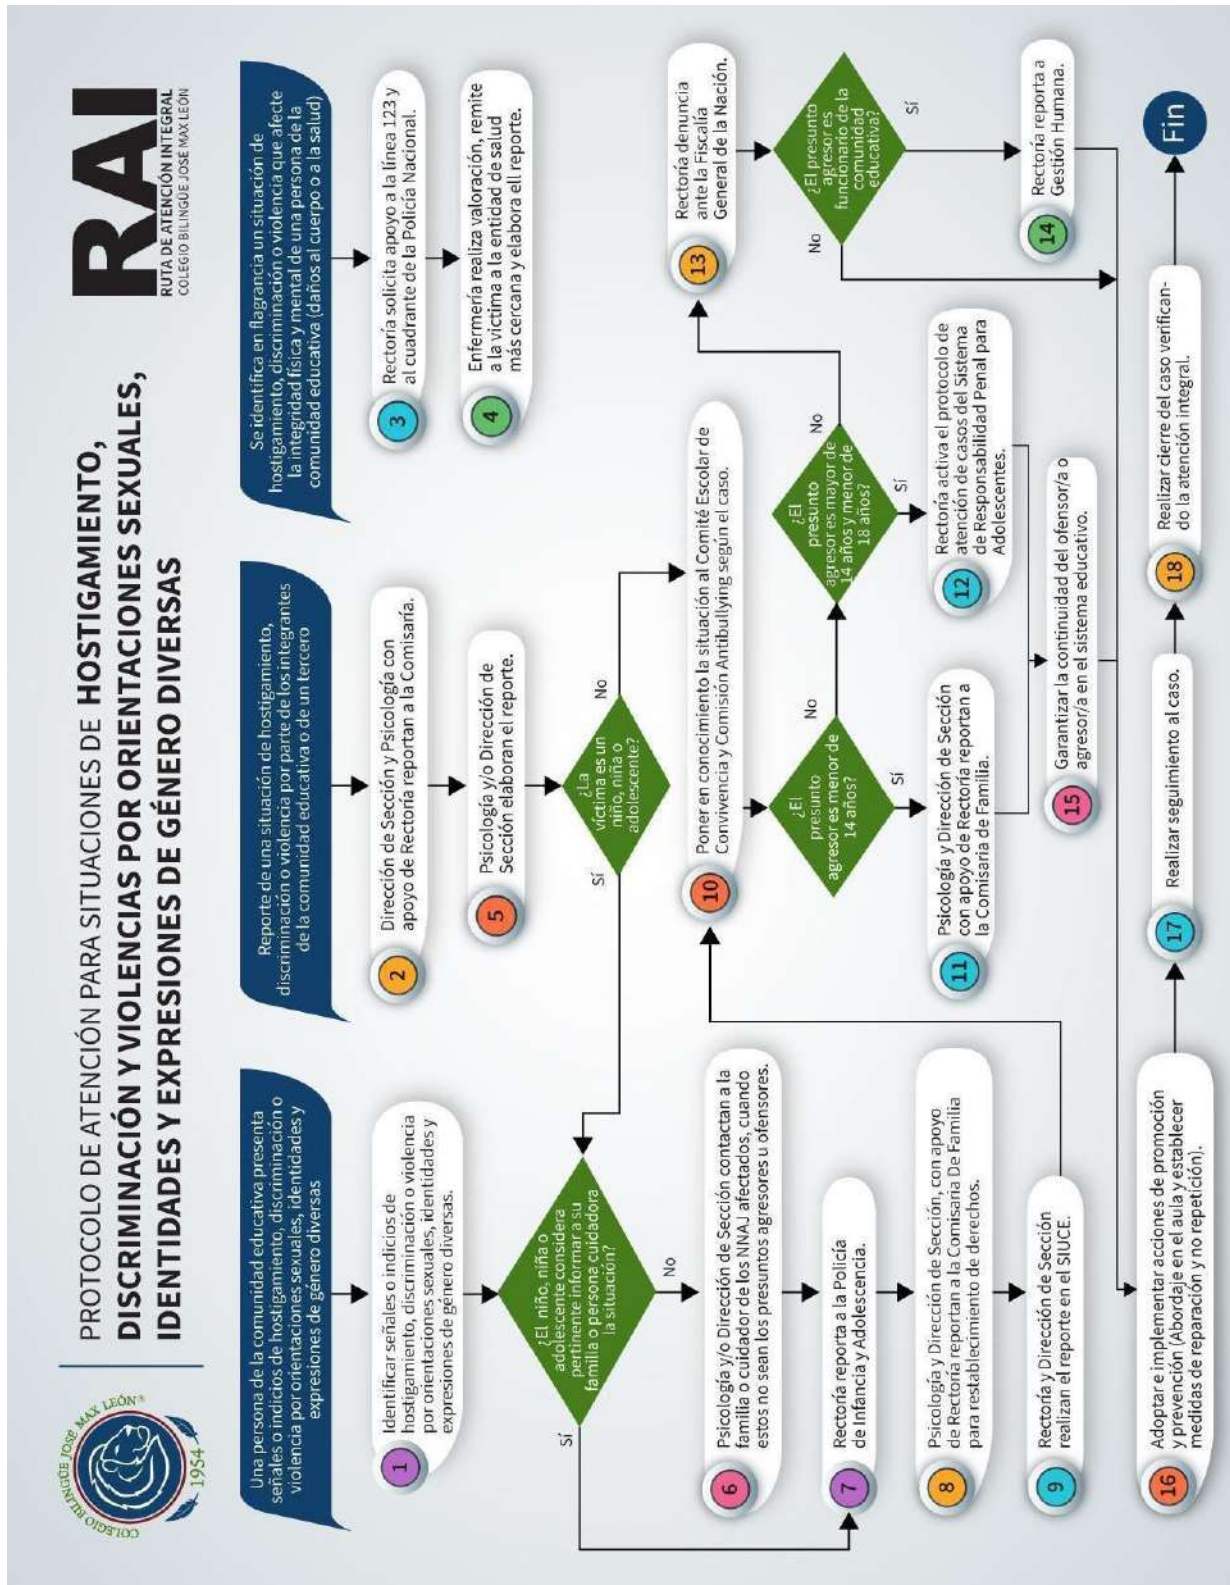 COLEGIO BILINGÜE JOSÉ MAX LEÓN®
1954
PROTOCOLO DE ATENCIÓN PARA SITUACIONES DE HOSTIGAMIENTO,
DISCRIMINACIÓN Y VIOLENCIAS POR ORIENTACIONES SEXUALES,
IDENTIDADES Y EXPRESIONES DE GÉNERO DIVERSAS
RAI
RUTA DE ATENCIÓN INTEGRAL
COLEGIO BILINGÜE JOSÉ MAX LEÓN
Una persona de la comunidad educativa presenta
señales o indicios de hostigamiento, discriminación o
violencia por orientaciones sexuales, identidades y
expresiones de género diversas
Reporte de una situación de hostigamiento,
discriminación o violencia por parte de los integrantes
de la comunidad educativa o de un tercero
Se identifica en flagrancia un situación de
hostigamiento, discriminación o violencia que afecte
la integridad física y mental de una persona de la
comunidad educativa (daños al cuerpo o a la salud)
1
Identificar señales o indicios de
hostigamiento, discriminación o violencia
por orientaciones sexuales, identidades y
expresiones de género diversas.
2
Dirección de Sección y Psicología con
apoyo de Rectoría reportan a la Comisaría.
3
Rectoría solicita apoyo a la línea 123 y
al cuadrante de la Policía Nacional.
4
Enfermería realiza valoración, remite
a la víctima a la entidad de salud
más cercana y elabora ell reporte.
5
Psicología y/o Dirección de
Sección elaboran el reporte.
¿La
víctima es un
niño, niña o
adolescente?
Sí
No
¿El niño, niña o
adolescente considera
pertinente informar a su
familia o persona cuidadora
la situación?
Sí
No
6
Psicología y/o Dirección de Sección contactan a la
familia o cuidador de los NNAJ afectados, cuando
estos no sean los presuntos agresores u ofensores.
7
Rectoría reporta a la Policía
de Infancia y Adolescencia.
8
Psicología y Dirección de Sección, con apoyo
de Rectoría reportan a la Comisaria De Familia
para restablecimiento de derechos.
9
Rectoría y Dirección de Sección
realizan el reporte en el SIUCE.
10
Poner en conocimiento la situación al Comité Escolar de
Convivencia y Comisión Antibullying según el caso.
¿El
presunto
agresor es menor de
14 años?
No
Sí
¿El
presunto
agresor es mayor de
14 años y menor de
18 años?
No
Sí
11
Psicología y Dirección de Sección
con apoyo de Rectoría reportan a
la Comisaria de Familia.
12
Rectoría activa el protocolo de
atención de casos del Sistema
de Responsabilidad Penal para
Adolescentes.
13
Rectoría denuncia
ante la Fiscalía
General de la Nación.
¿El presunto
agresor es
funcionario de la
comunidad
educativa?
No
Sí
14
Rectoría reporta a
Gestión Humana.
15
Garantizar la continuidad del ofensor/a o
agresor/a en el sistema educativo.
16
Adoptar e implementar acciones de promoción
y prevención (Abordaje en el aula y establecer
medidas de reparación y no repetición).
17
Realizar seguimiento al caso.
18
Realizar cierre del caso verifican-
do la atención integral.
Fin